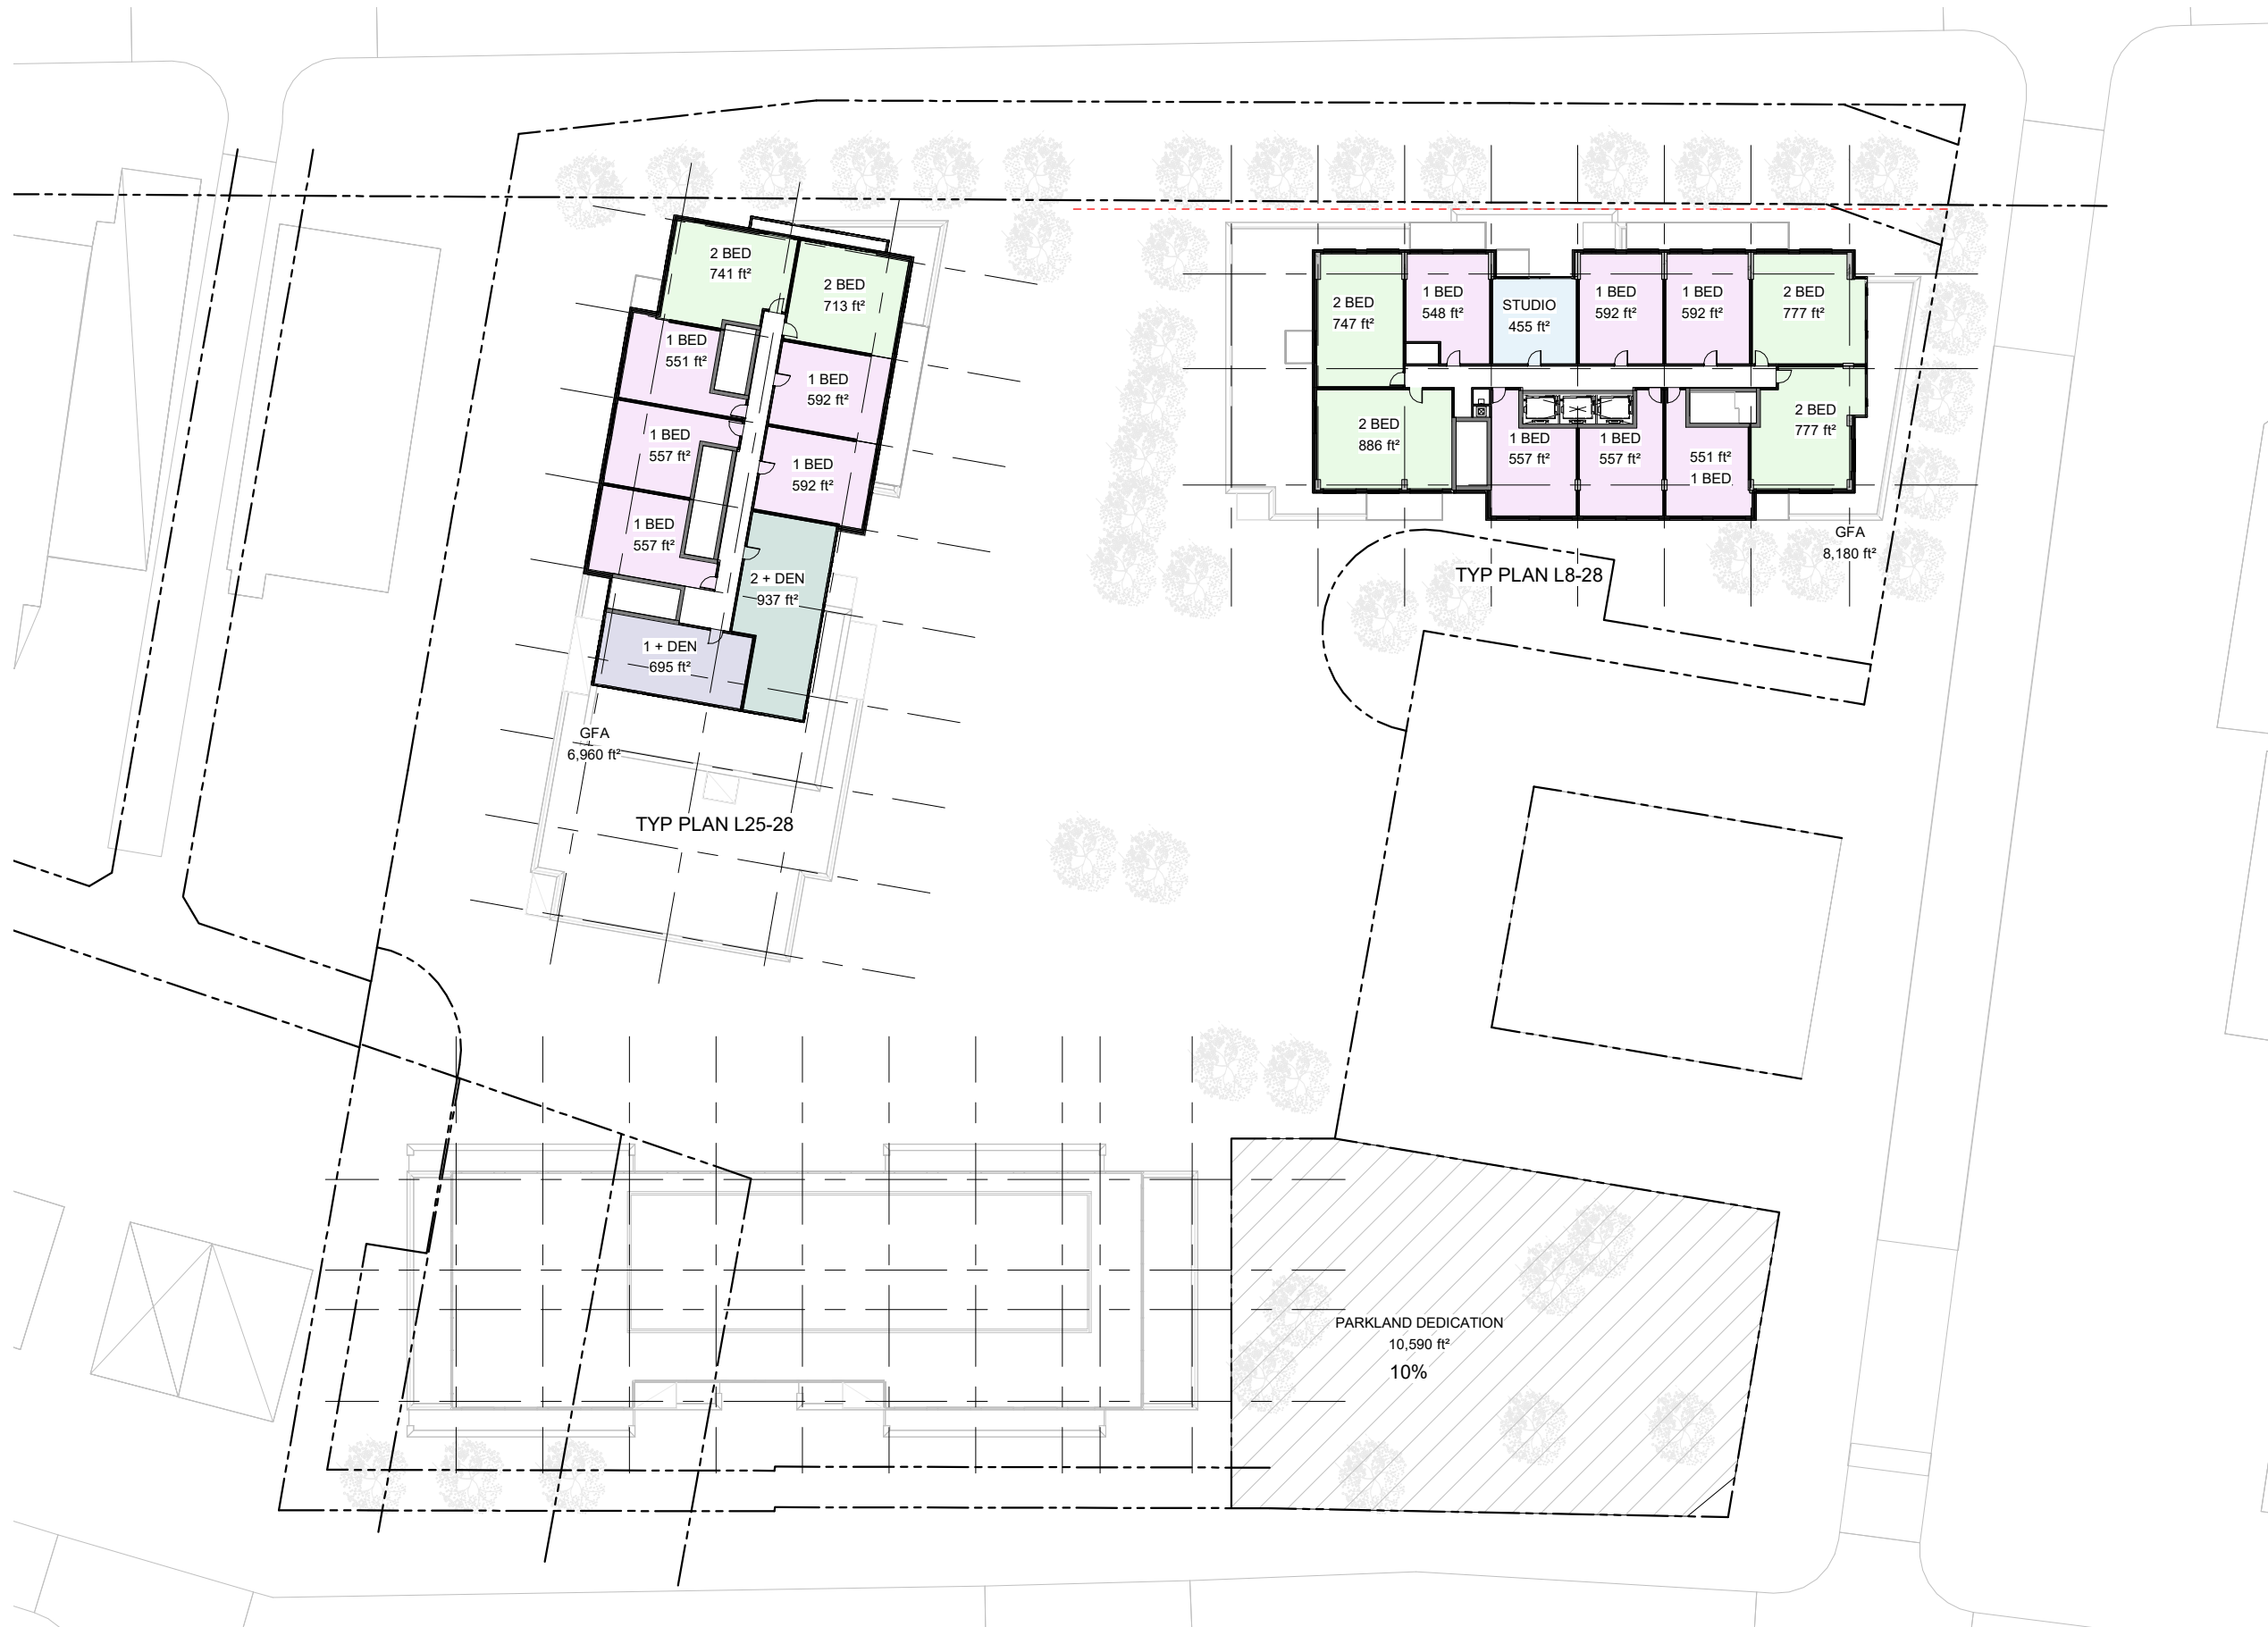 2 BED
741 ft²
2 BED
713 ft²
1 BED
551 ft²
1 BED
592 ft²
1 BED
557 ft²
1 BED
592 ft²
1 BED
557 ft²
2 + DEN
937 ft²
1 + DEN
695 ft²
GFA
6,960 ft²
TYP PLAN L25-28
2 BED
747 ft²
1 BED
548 ft²
STUDIO
455 ft²
1 BED
592 ft²
1 BED
592 ft²
2 BED
777 ft²
2 BED
886 ft²
1 BED
557 ft²
1 BED
557 ft²
551 ft²
1 BED
2 BED
777 ft²
GFA
8,180 ft²
TYP PLAN L8-28
PARKLAND DEDICATION
10,590 ft²
10%